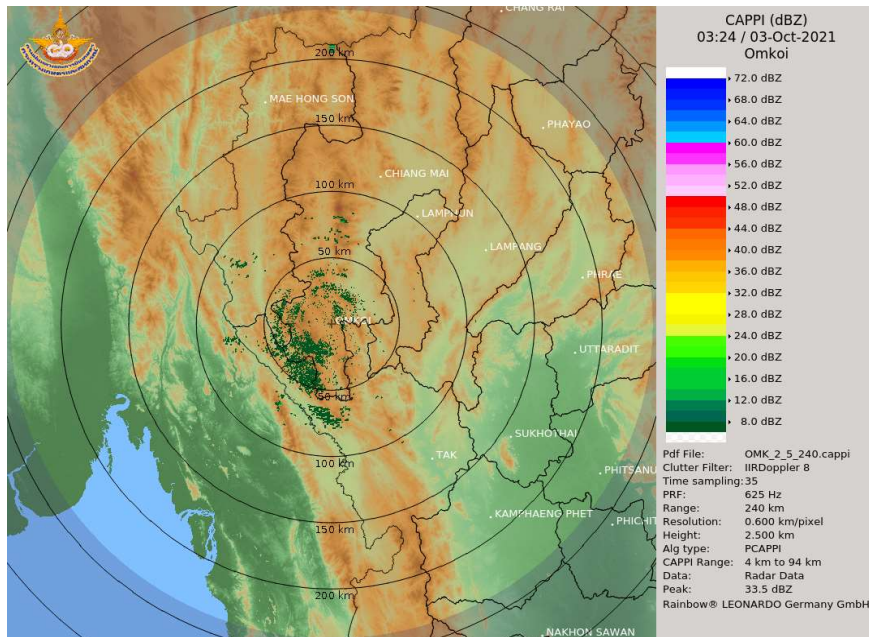 CHANG RAI
200 km
MAE HONG SON
150 km
PHAYAO
CHIANG MAI
100 km
LAMPHUN
LAMPANG
50 km
PHRAE
OMKOI
UTTARADIT
50 km
SUKHOTHAI
TAK
100 km
PHITSANU
KAMPHAENG PHET
PHICHIT
150 km
200 km
NAKHON SAWAN
CAPPI (dBZ)
03:24 / 03-Oct-2021
Omkoi
72.0 dBZ
68.0 dBZ
64.0 dBZ
60.0 dBZ
56.0 dBZ
52.0 dBZ
48.0 dBZ
44.0 dBZ
40.0 dBZ
36.0 dBZ
32.0 dBZ
28.0 dBZ
24.0 dBZ
20.0 dBZ
16.0 dBZ
12.0 dBZ
8.0 dBZ
Pdf File: OMK_2_5_240.cappi
Clutter Filter: IIRDoppler 8
Time sampling:35
PRF: 625 Hz
Range: 240 km
Resolution: 0.600 km/pixel
Height: 2.500 km
Alg type: PCAPPI
CAPPI Range: 4 km to 94 km
Data: Radar Data
Peak: 33.5 dBZ
Rainbow® LEONARDO Germany GmbH